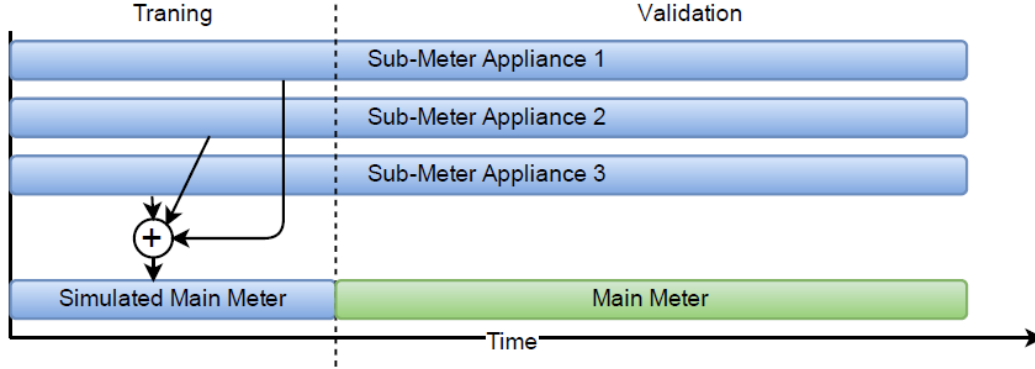 Traning
Validation
Sub-Meter Appliance 1
Sub-Meter Appliance 2
Sub-Meter Appliance 3
+
Simulated Main Meter
Main Meter
Time